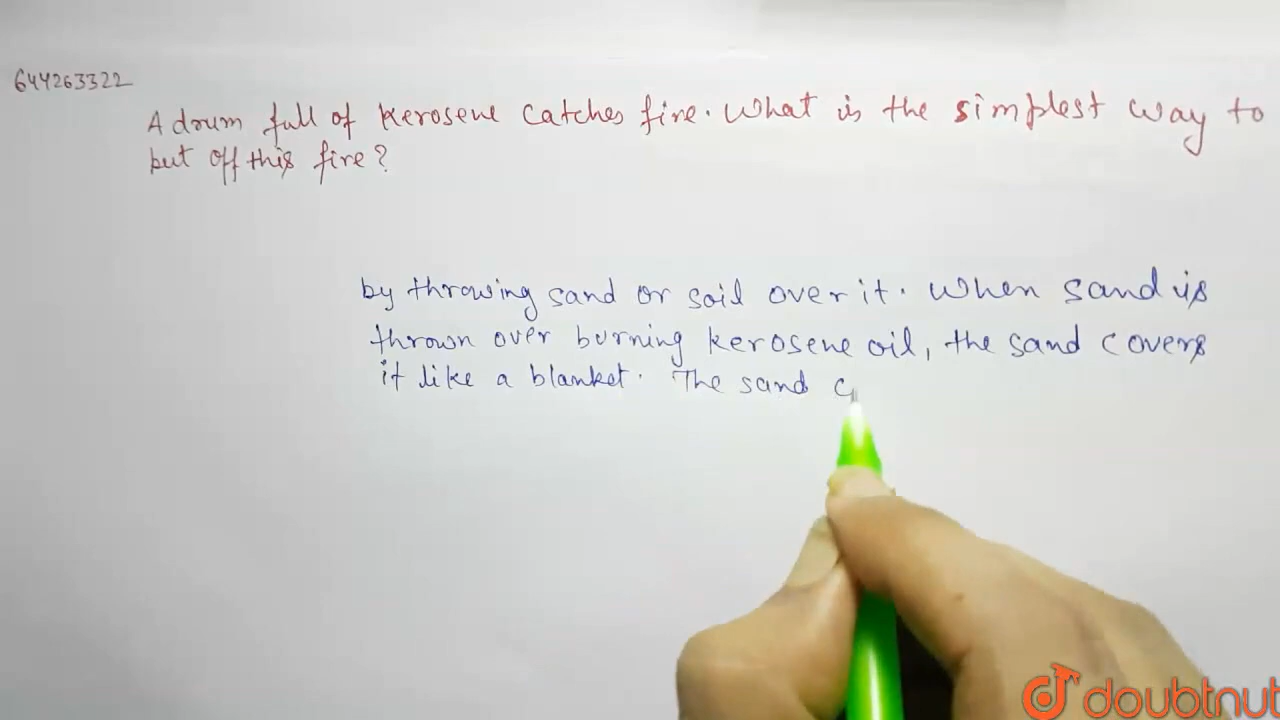 644263322
A drum full of kerosene catches fire. What is the simplest way to
put off this fire?
by throwing sand or soil over it. When sand is
thrown over burning kerosene oil, the sand covers
it like a blanket. The sand c
doubtnut